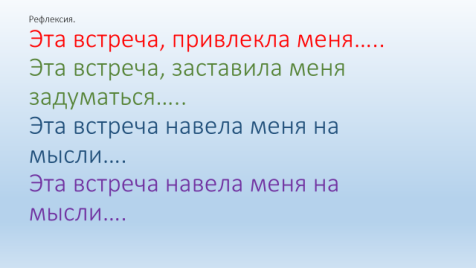 Рефлексия.
Эта встреча, привлекла меня…..
Эта встреча, заставила меня
задуматься…..
Эта встреча навела меня на
мысли….
Эта встреча навела меня на
мысли….